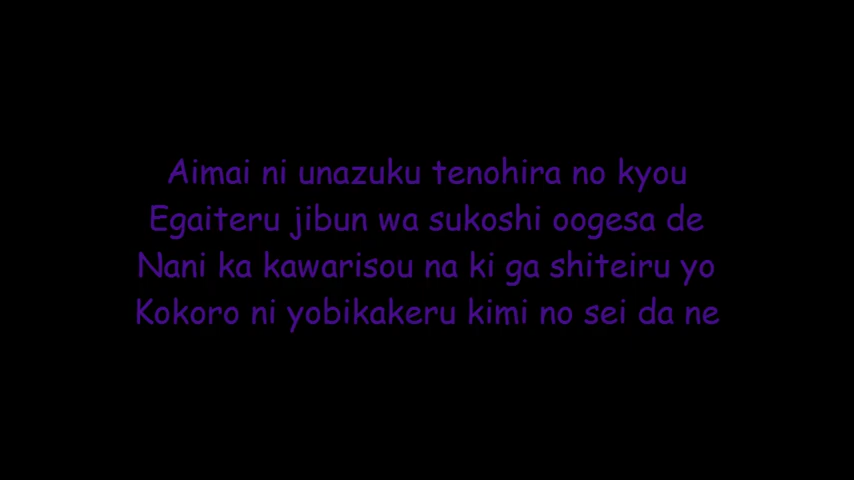 Aimai ni unazuku tenohira no kyou
Egaiteru jibun wa sukoshi oogesa de
Nani ka kawarisou na ki ga shiteiru yo
Kokoro ni yobikakeru kimi no sei da ne